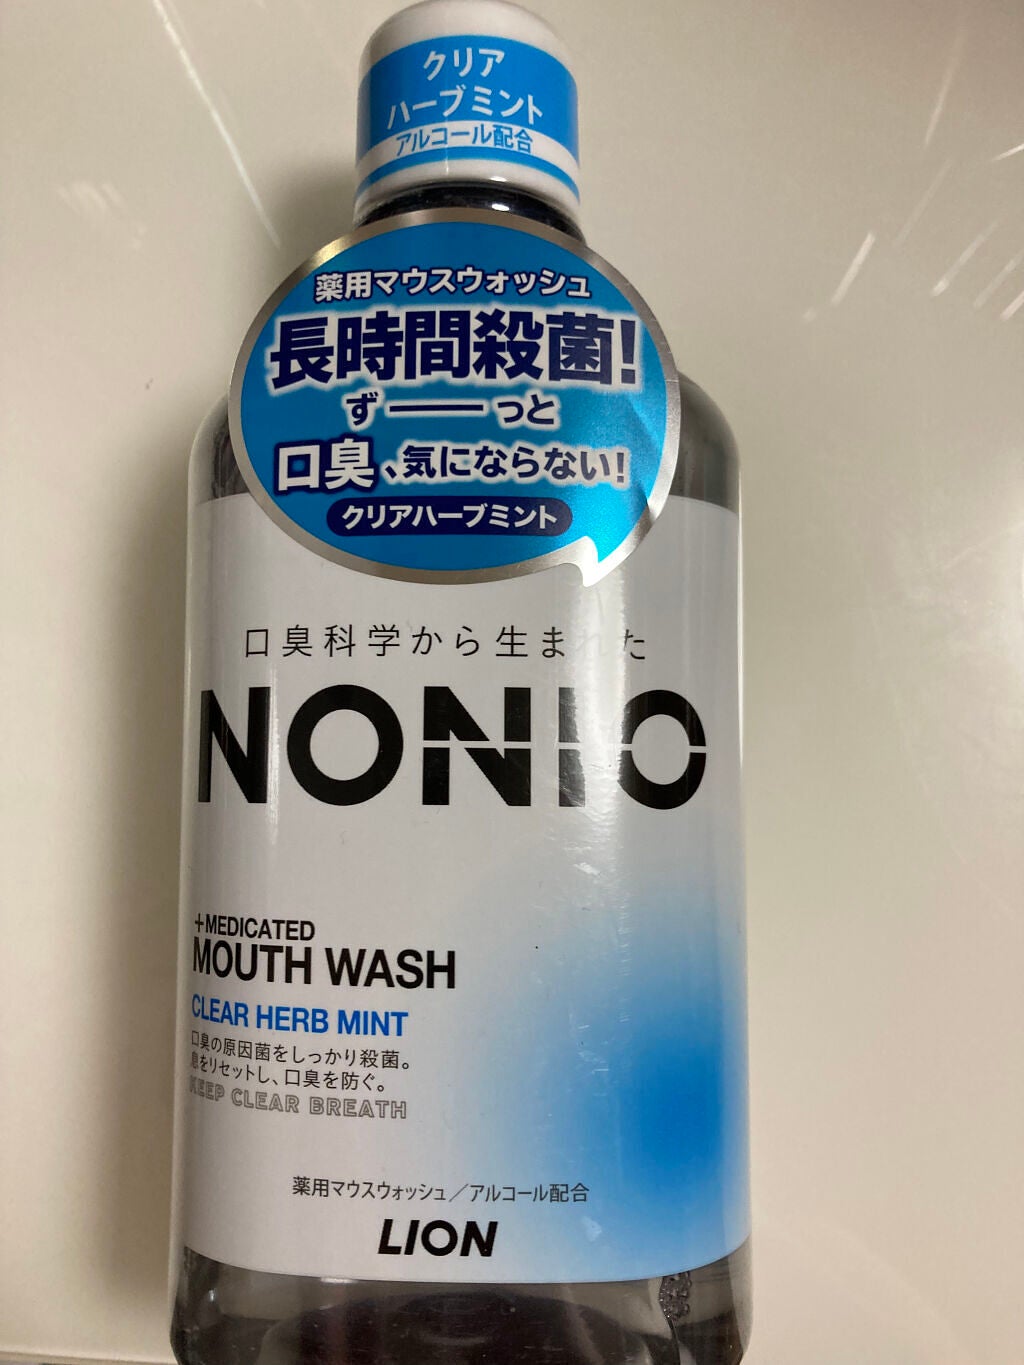 クリア
ハーブミント
アルコール配合
薬用マウスウォッシュ
長時間殺菌!
ず━━っと
口臭、気にならない!
クリアハーブミント
口臭科学から生まれた
NONIO
+MEDICATED
MOUTH WASH
CLEAR HERB MINT
口臭の原因菌をしっかり殺菌。
息をリセットし、口臭を防ぐ。
KEEP CLEAR BREATH
薬用マウスウォッシュ/アルコール配合
LION